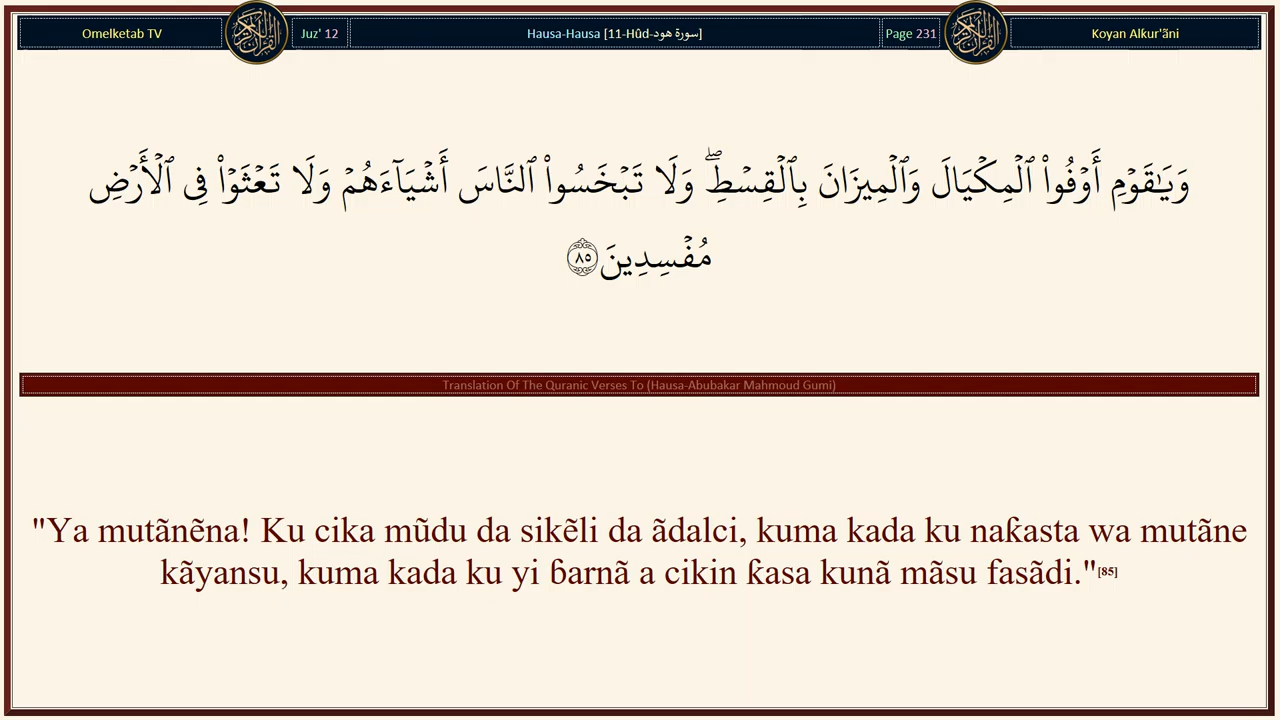 Omelketab TV
Juz' 12
Hausa-Hausa [11-Hûd-سورة هود]
Page 231
Koyan Alƙur'ãni
وَيَـٰقَوۡمِ أَوۡفُواْ ٱلۡمِكۡيَالَ وَٱلۡمِيزَانَ بِٱلۡقِسۡطِۖ وَلَا تَبۡخَسُواْ ٱلنَّاسَ أَشۡيَآءَهُمۡ وَلَا تَعۡثَوۡاْ فِي ٱلۡأَرۡضِ
مُفۡسِدِينَ ٨٥
Translation Of The Quranic Verses To (Hausa-Abubakar Mahmoud Gumi)
"Ya mutãnẽna! Ku cika mũdu da sikẽli da ãdalci, kuma kada ku naƙasta wa mutãne
kãyansu, kuma kada ku yi ɓarnã a cikin ƙasa kunã mãsu fasãdi."[85]